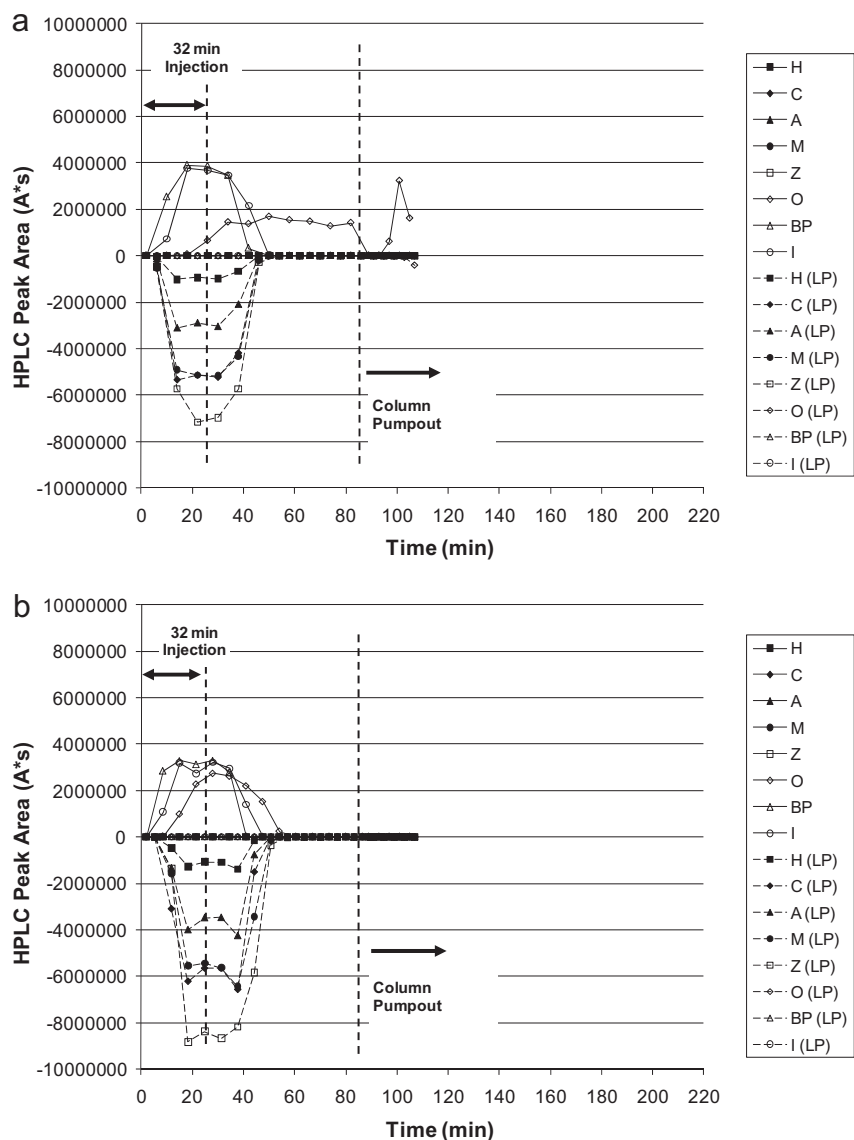 a
10000000
8000000
6000000
4000000
2000000
0
-2000000
-4000000
-6000000
-8000000
-10000000
HPLC Peak Area (A*s)
32 min
Injection
Column
Pumpout
0 20 40 60 80 100 120 140 160 180 200 220
Time (min)
H
C
A
M
Z
O
BP
I
H (LP)
C (LP)
A (LP)
M (LP)
Z (LP)
O (LP)
BP (LP)
I (LP)
b
10000000
8000000
6000000
4000000
2000000
0
-2000000
-4000000
-6000000
-8000000
-10000000
HPLC Peak Area (A*s)
32 min
Injection
Column
Pumpout
0 20 40 60 80 100 120 140 160 180 200 220
Time (min)
H
C
A
M
Z
O
BP
I
H (LP)
C (LP)
A (LP)
M (LP)
Z (LP)
O (LP)
BP (LP)
I (LP)